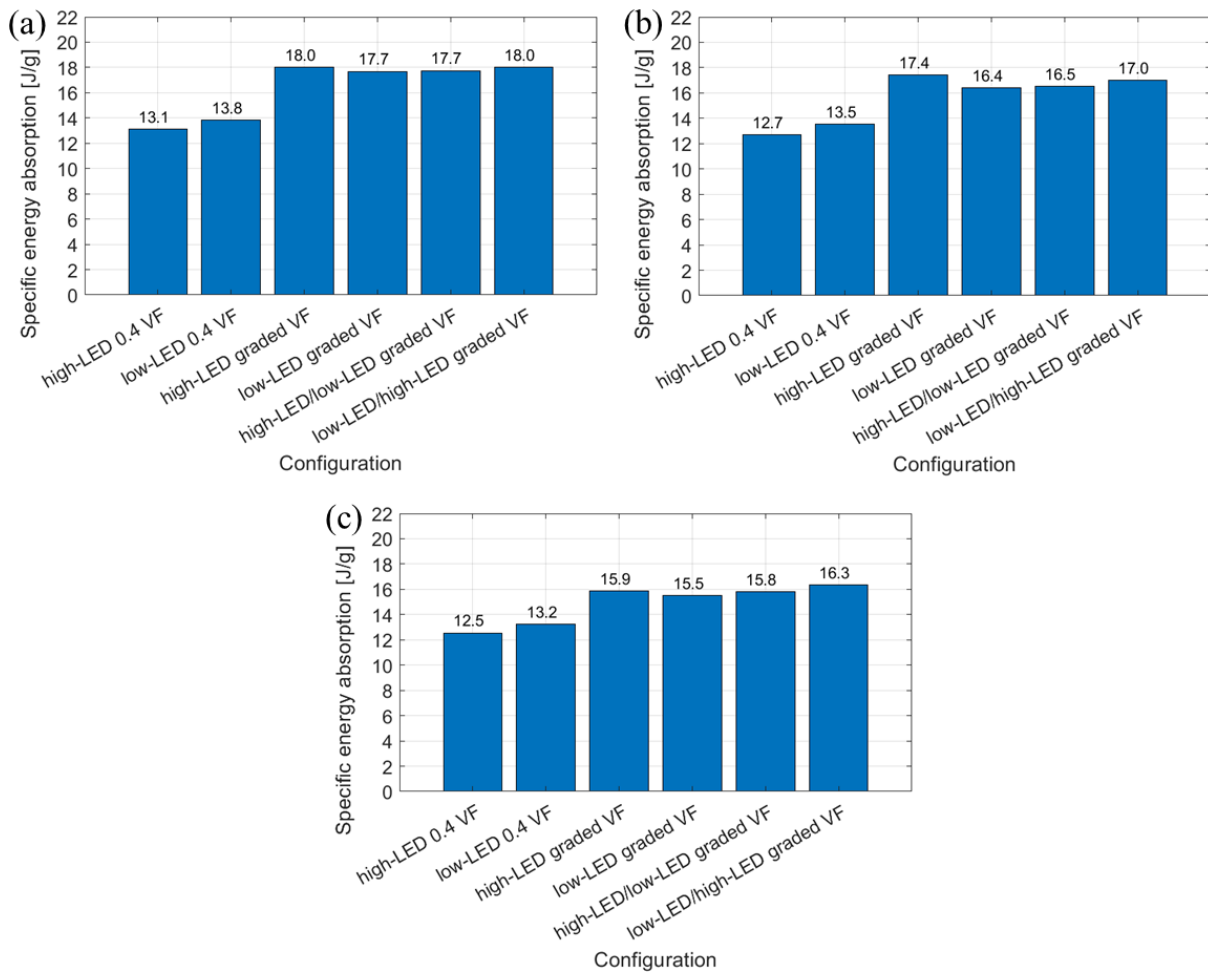 (a)
Specific energy absorption [J/g]
22
20
18
16
14
12
10
8
6
4
2
0
13.1
13.8
18.0
17.7
17.7
18.0
high-LED 0.4 VF
low-LED 0.4 VF
high-LED graded VF
low-LED graded VF
high-LED/low-LED graded VF
low-LED/high-LED graded VF
Configuration
(b)
Specific energy absorption [J/g]
22
20
18
16
14
12
10
8
6
4
2
0
12.7
13.5
17.4
16.4
16.5
17.0
high-LED 0.4 VF
low-LED 0.4 VF
high-LED graded VF
low-LED graded VF
high-LED/low-LED graded VF
low-LED/high-LED graded VF
Configuration
(c)
Specific energy absorption [J/g]
22
20
18
16
14
12
10
8
6
4
2
0
12.5
13.2
15.9
15.5
15.8
16.3
high-LED 0.4 VF
low-LED 0.4 VF
high-LED graded VF
low-LED graded VF
high-LED/low-LED graded VF
low-LED/high-LED graded VF
Configuration